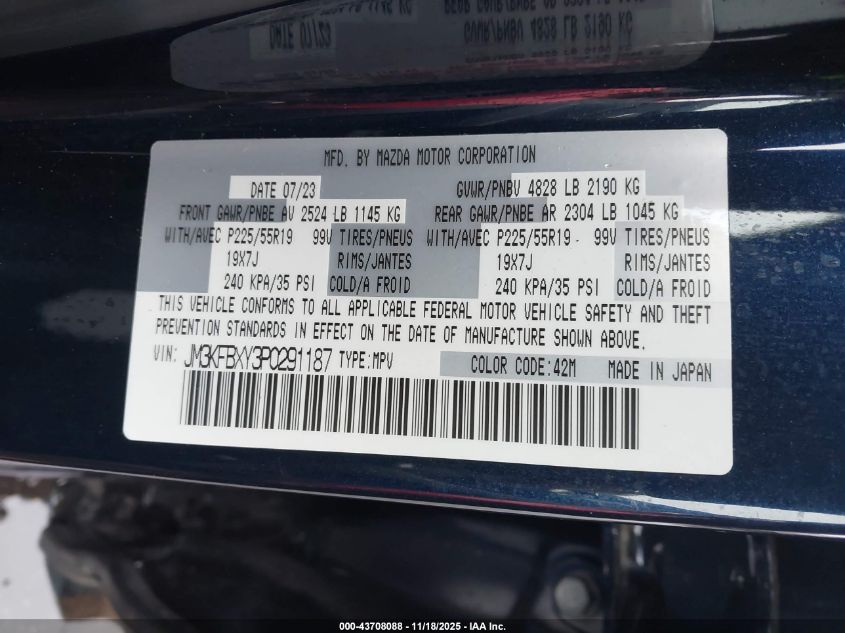 MFD. BY MAZDA MOTOR CORPORATION
DATE 07/23 GVWR/PNBV 4828 LB 2190 KG
FRONT GAWR/PNBE AV 2524 LB 1145 KG REAR GAWR/PNBE AR 2304 LB 1045 KG
WITH/AVEC P225/55R19 99V TIRES/PNEUS WITH/AVEC P225/55R19 99V TIRES/PNEUS
19X7J RIMS/JANTES 19X7J RIMS/JANTES
240 KPA/35 PSI COLD/A FROID 240 KPA/35 PSI COLD/A FROID
THIS VEHICLE CONFORMS TO ALL APPLICABLE FEDERAL MOTOR VEHICLE SAFETY AND THEFT
PREVENTION STANDARDS IN EFFECT ON THE DATE OF MANUFACTURE SHOWN ABOVE.
VIN: JM3KFBXY3P0291187 TYPE:MPV COLOR CODE:42M MADE IN JAPAN
000-43708088 - 11/18/2025 - IAA Inc.